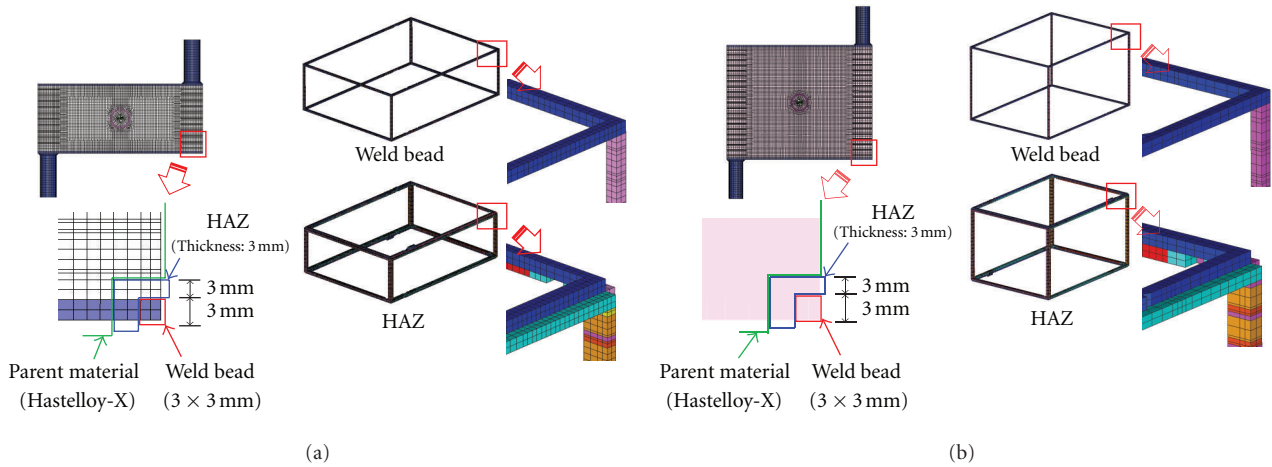 Weld bead
HAZ
(Thickness: 3 mm)
3 mm
3 mm
HAZ
Parent material
(Hastelloy-X)
Weld bead
(3 × 3 mm)
(a)
Weld bead
HAZ
(Thickness: 3 mm)
3 mm
3 mm
HAZ
Parent material
(Hastelloy-X)
Weld bead
(3 × 3 mm)
(b)